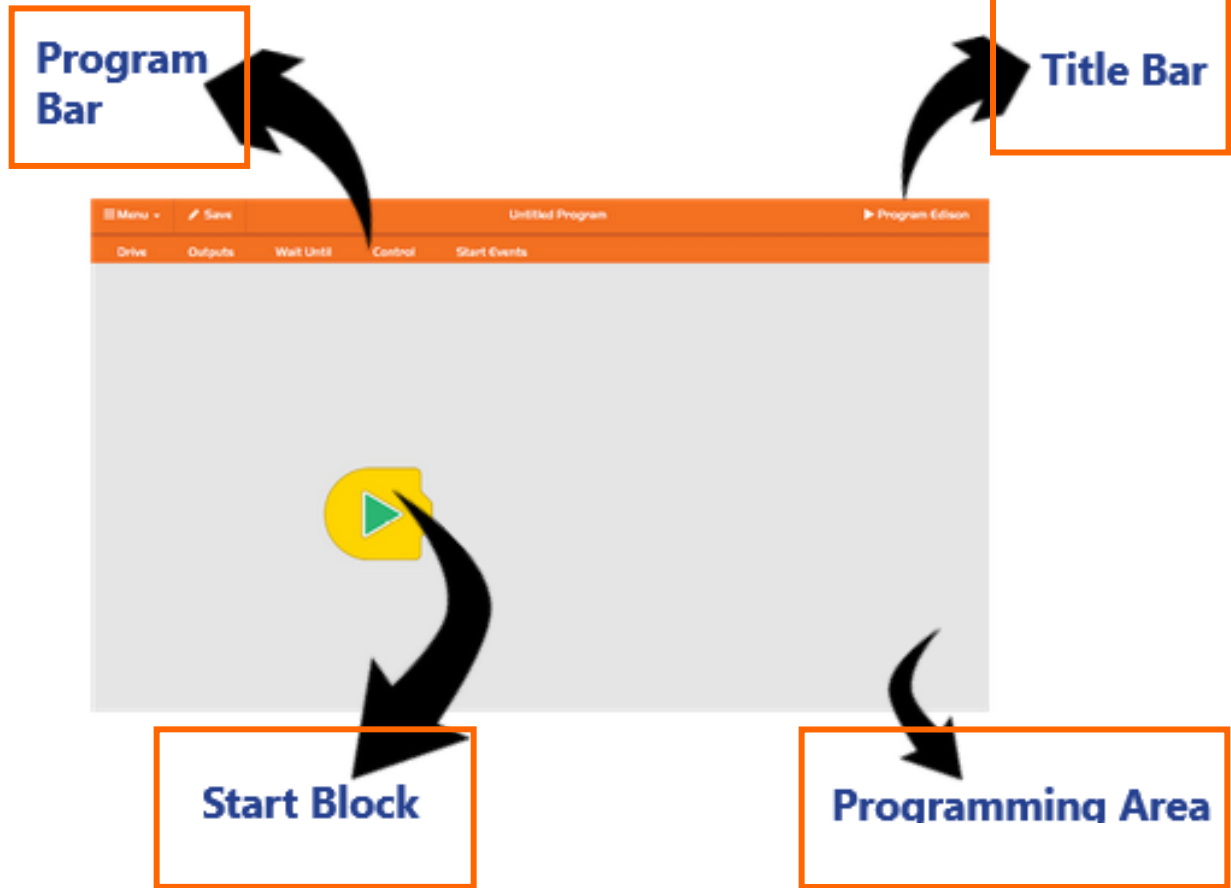 Program
Bar
Title Bar
Menu
Save
Untitled Program
Program Edison
Drive
Outputs
Wait Until
Control
Start Events
Start Block
Programming Area